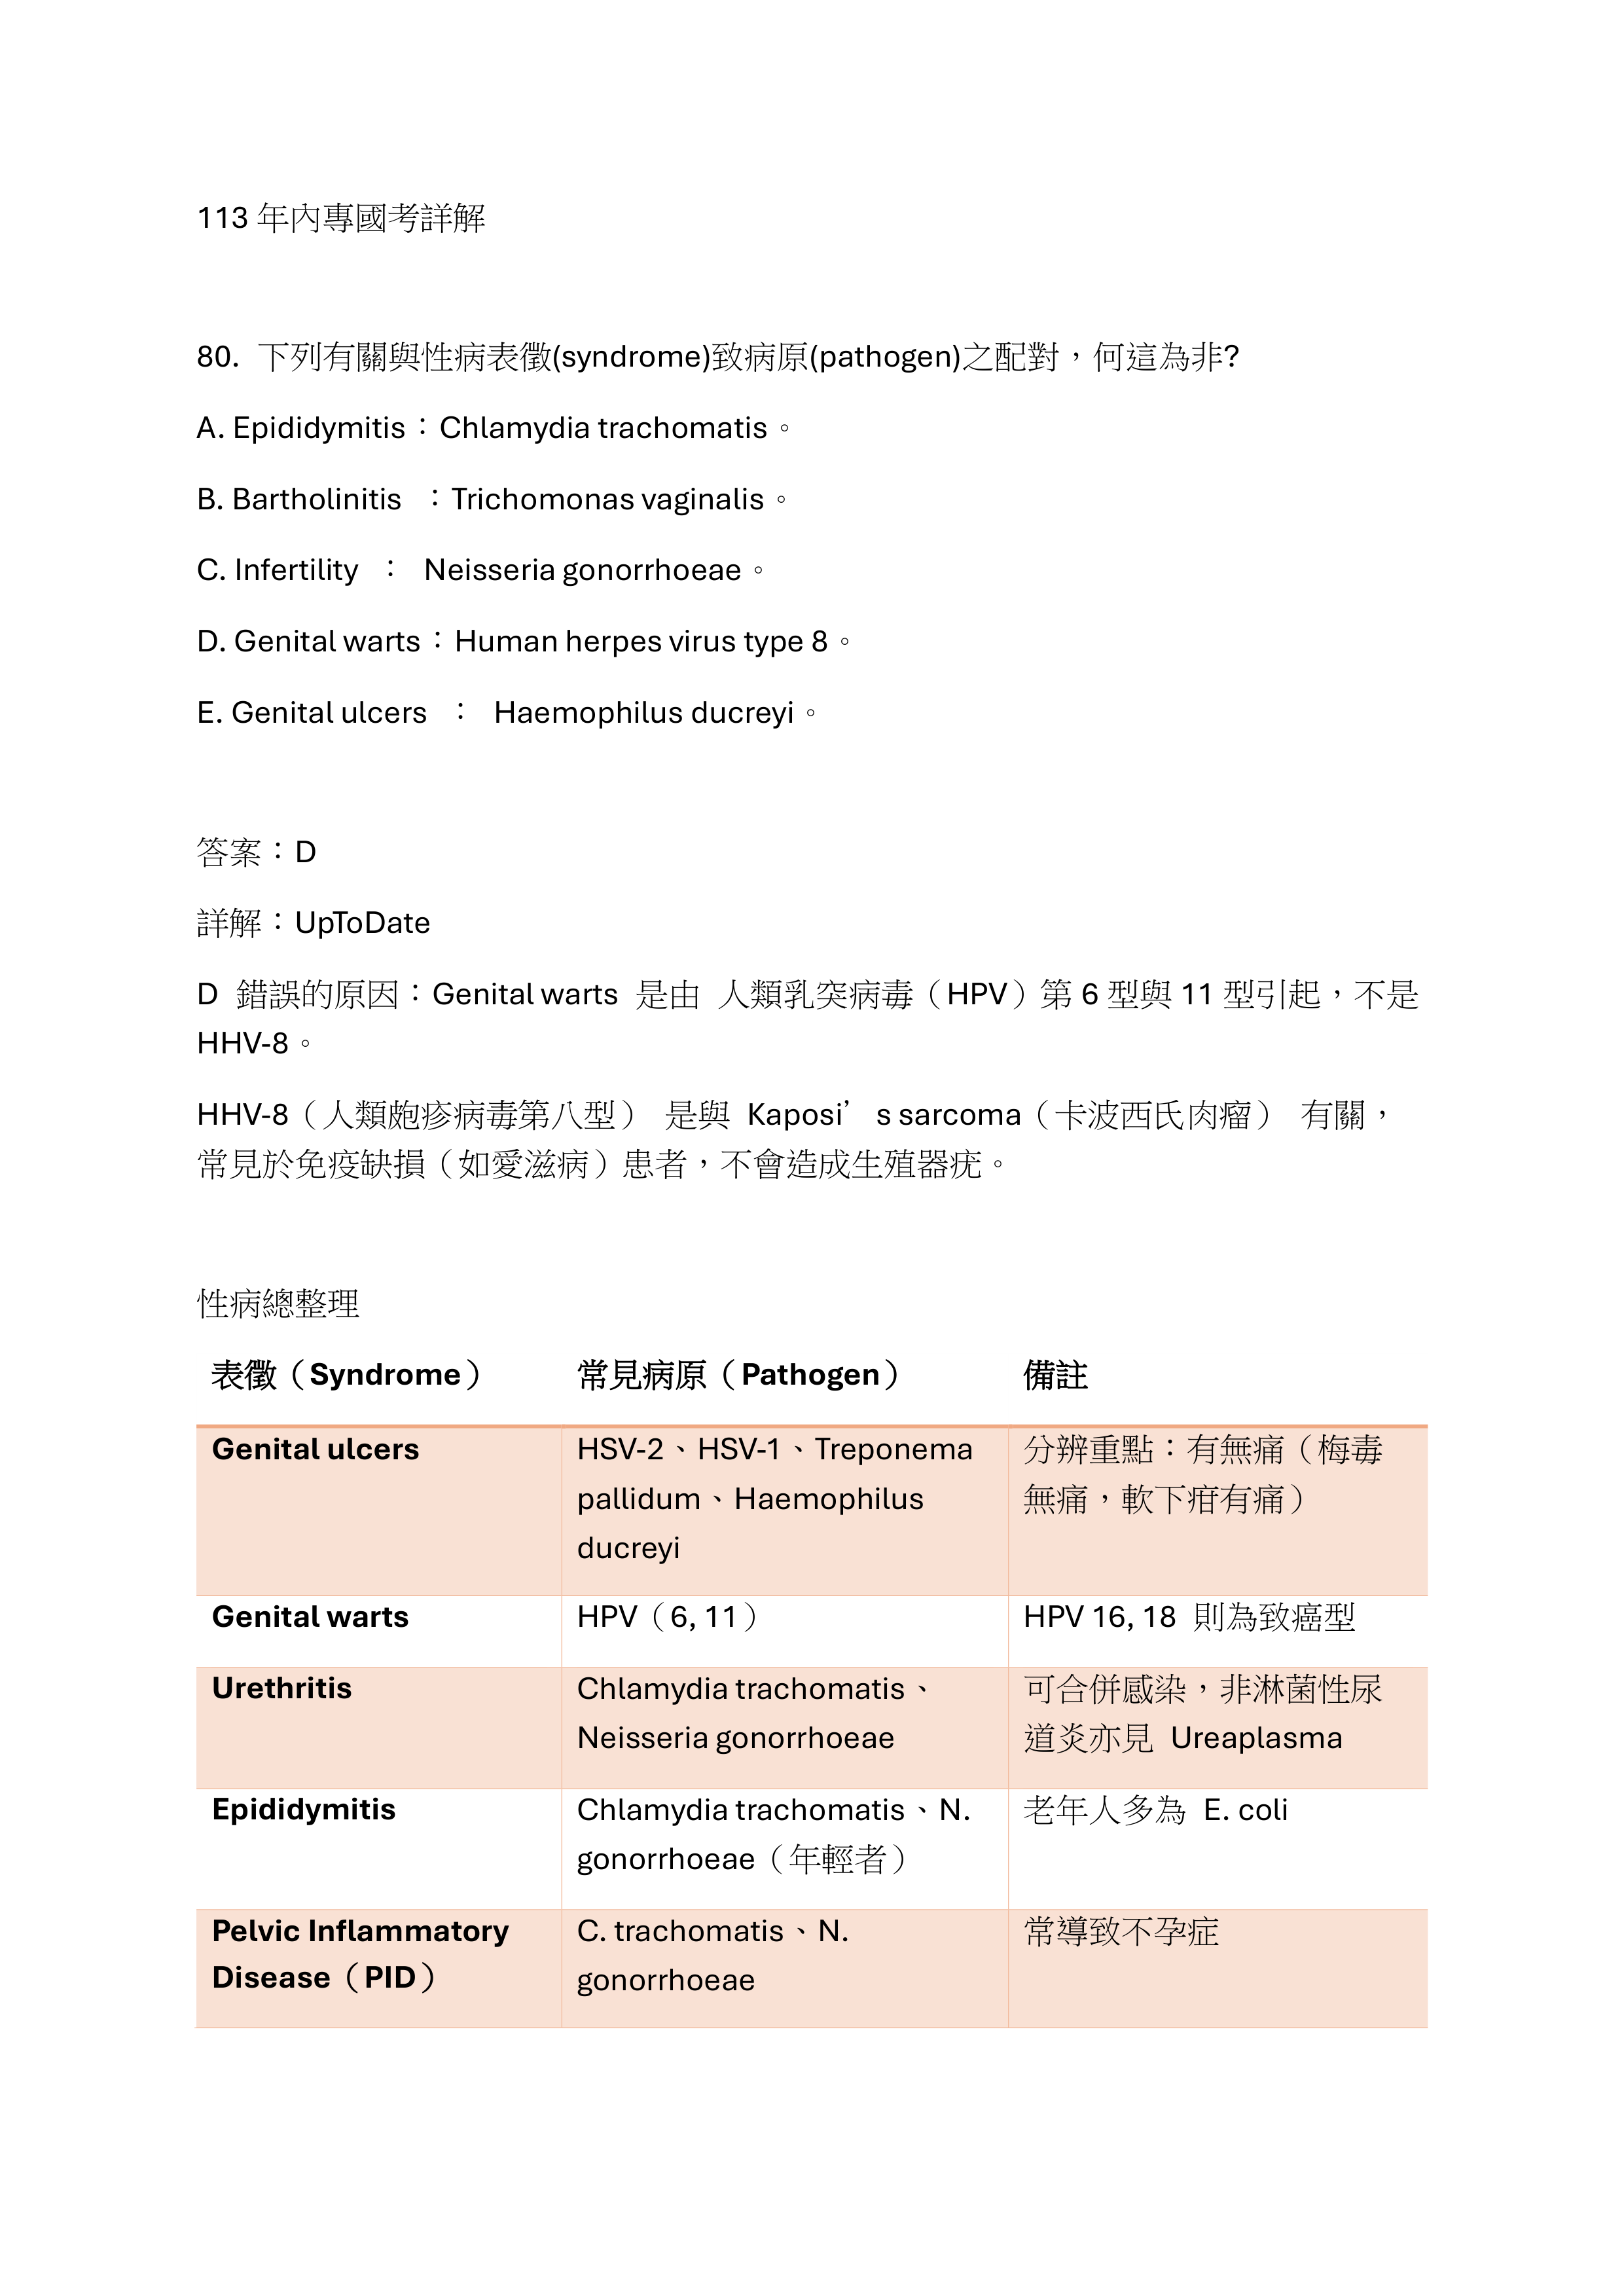 113 年內專國考詳解
80. 下列有關與性病表徵(syndrome)致病原(pathogen)之配對，何這為非?
A. Epididymitis：Chlamydia trachomatis。
B. Bartholinitis ：Trichomonas vaginalis。
C. Infertility ： Neisseria gonorrhoeae。
D. Genital warts：Human herpes virus type 8。
E. Genital ulcers ： Haemophilus ducreyi。
答案：D
詳解：UpToDate
D 錯誤的原因：Genital warts 是由 人類乳突病毒（HPV）第 6 型與 11 型引起，不是
HHV-8。
HHV-8（人類皰疹病毒第八型） 是與 Kaposi’s sarcoma（卡波西氏肉瘤） 有關，
常見於免疫缺損（如愛滋病）患者，不會造成生殖器疣。
性病總整理
表徵（Syndrome） 常見病原（Pathogen） 備註
Genital ulcers HSV-2、HSV-1、Treponema 分辨重點：有無痛（梅毒
pallidum、Haemophilus 無痛，軟下疳有痛）
ducreyi
Genital warts HPV（6, 11） HPV 16, 18 則為致癌型
Urethritis Chlamydia trachomatis、 可合併感染，非淋菌性尿
Neisseria gonorrhoeae 道炎亦見 Ureaplasma
Epididymitis Chlamydia trachomatis、N. 老年人多為 E. coli
gonorrhoeae（年輕者）
Pelvic Inflammatory C. trachomatis、N. 常導致不孕症
Disease（PID） gonorrhoeae